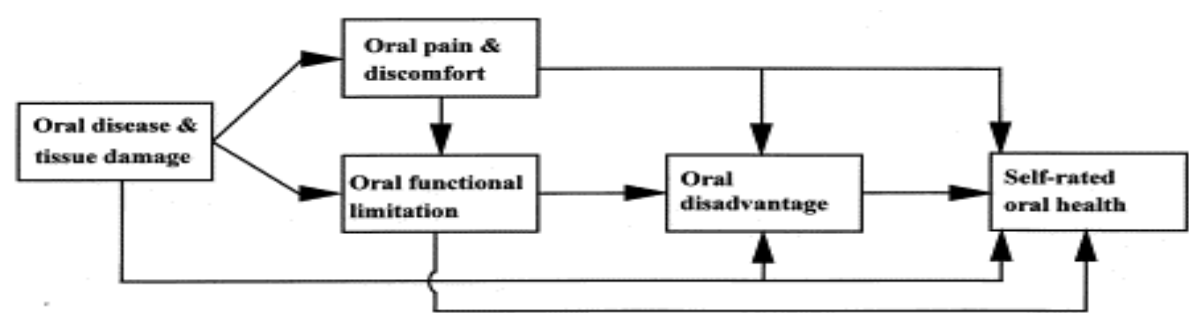 Oral pain &
discomfort
Oral disease &
tissue damage
Oral functional
limitation
Oral
disadvantage
Self-rated
oral health